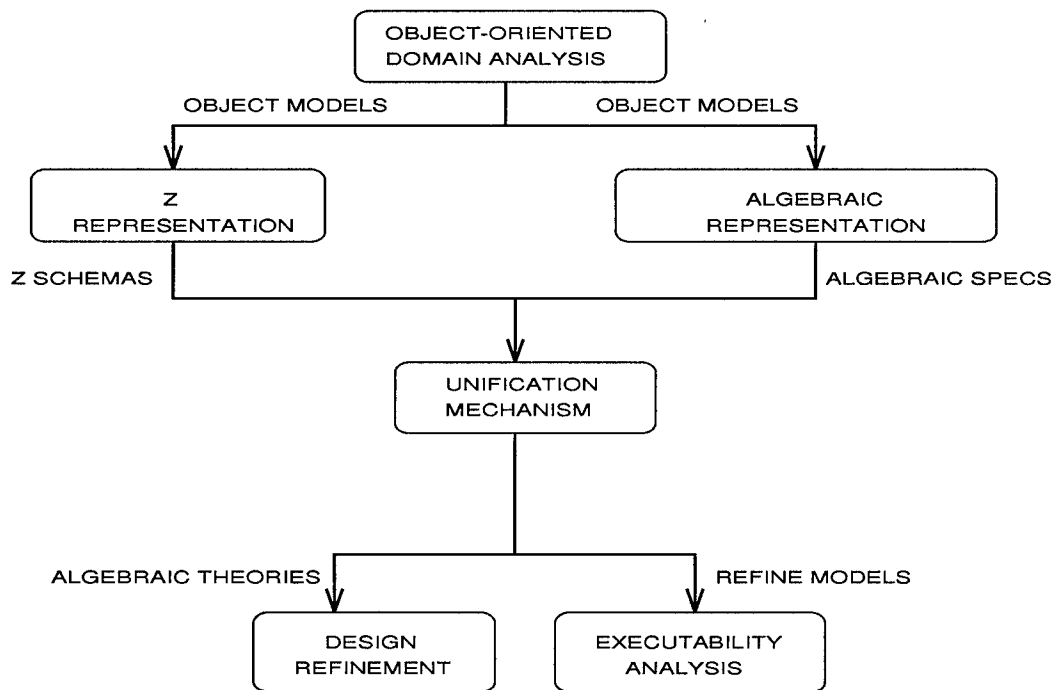 OBJECT-ORIENTED
DOMAIN ANALYSIS
OBJECT MODELS
OBJECT MODELS
Z
REPRESENTATION
ALGEBRAIC
REPRESENTATION
Z SCHEMAS
ALGEBRAIC SPECS
UNIFICATION
MECHANISM
ALGEBRAIC THEORIES
REFINE MODELS
DESIGN
REFINEMENT
EXECUTABILITY
ANALYSIS